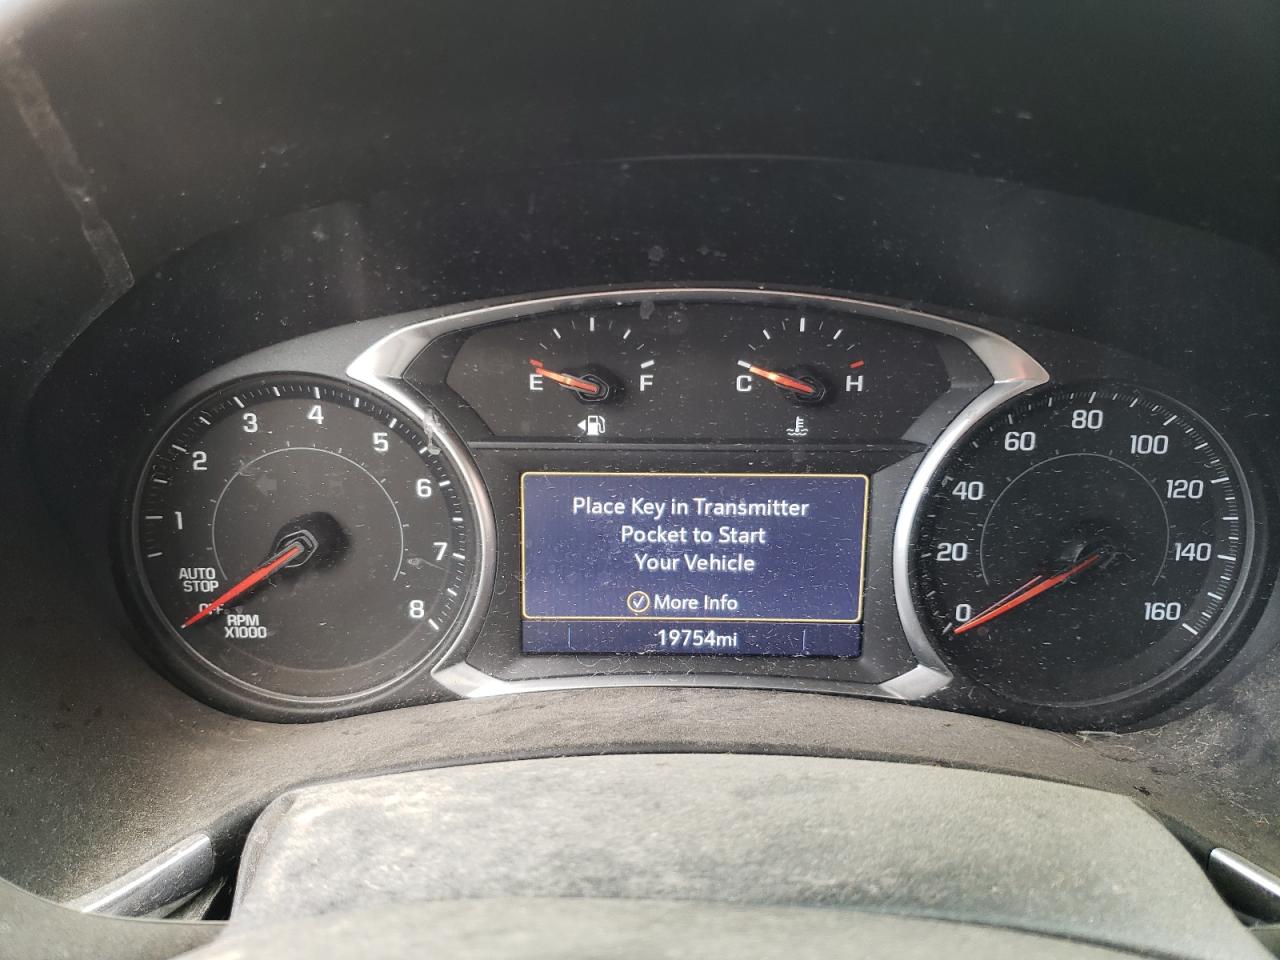 E F
C H
1
2
3
4
5
6
7
8
AUTO
STOP
OFF
RPM
X1000
Place Key in Transmitter
Pocket to Start
Your Vehicle
More Info
19754mi
0
20
40
60
80
100
120
140
160